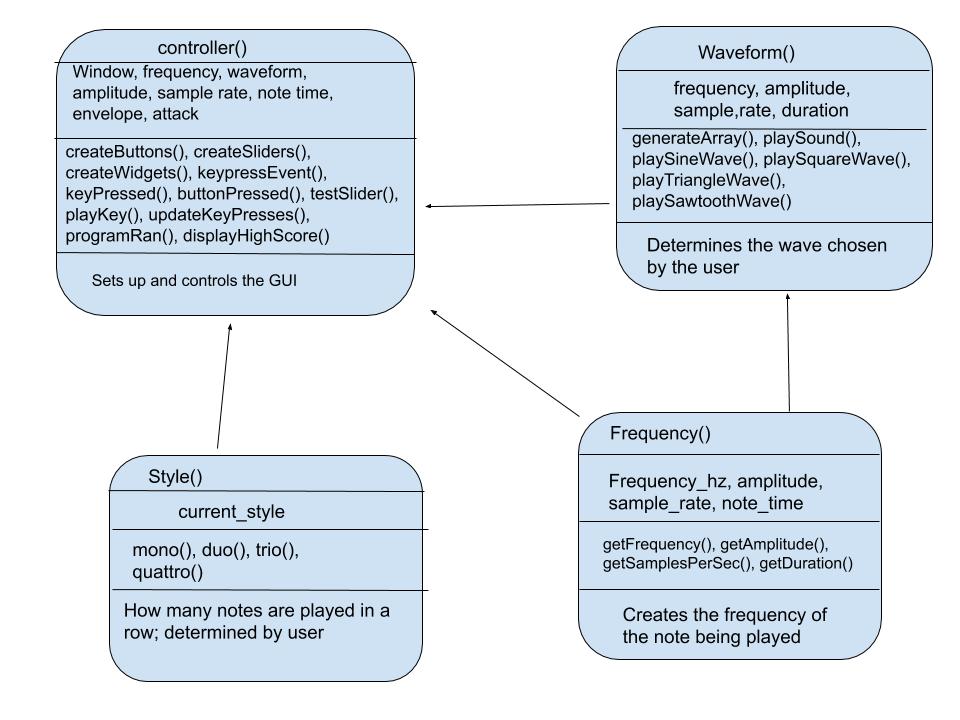 controller()
Window, frequency, waveform,
amplitude, sample rate, note time,
envelope, attack
createButtons(), createSliders(),
createWidgets(), keypressEvent(),
keyPressed(), buttonPressed(), testSlider(),
playKey(), updateKeyPresses(),
programRan(), displayHighScore()
Sets up and controls the GUI
Waveform()
frequency, amplitude,
sample,rate, duration
generateArray(), playSound(),
playSineWave(), playSquareWave(),
playTriangleWave(),
playSawtoothWave()
Determines the wave chosen
by the user
Style()
current_style
mono(), duo(), trio(),
quattro()
How many notes are played in a
row; determined by user
Frequency()
Frequency_hz, amplitude,
sample_rate, note_time
getFrequency(), getAmplitude(),
getSamplesPerSec(), getDuration()
Creates the frequency of
the note being played